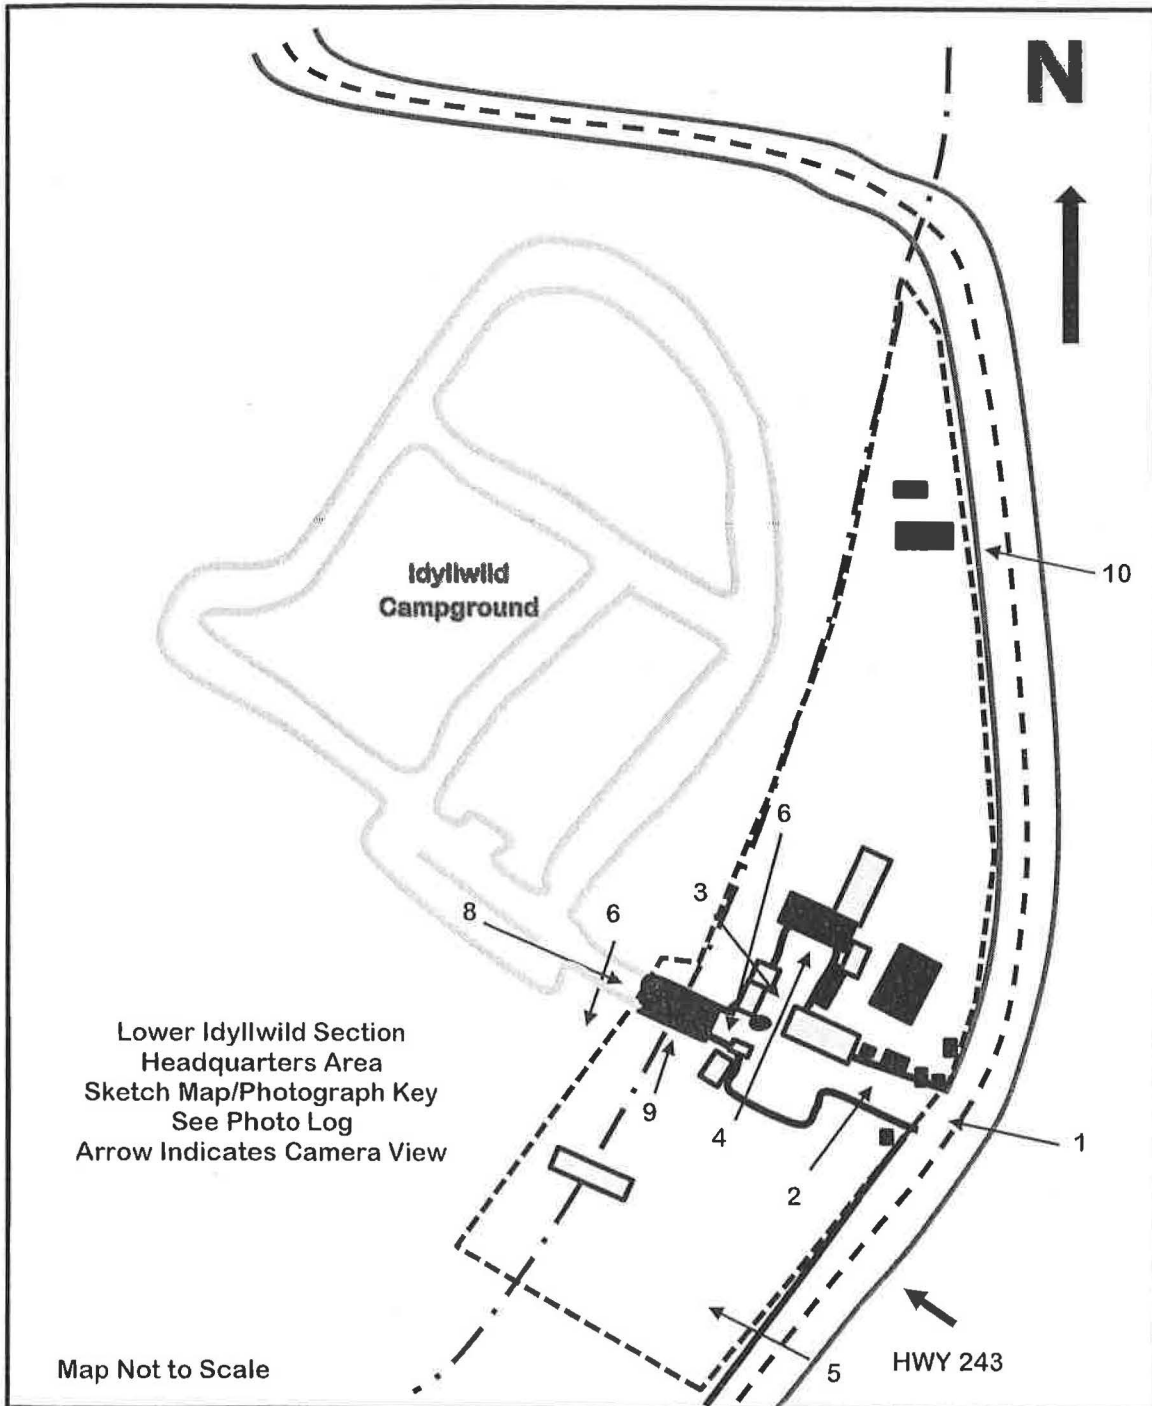 N
10
Idyllwild
Campground
6
3
8
6
Lower Idyllwild Section
Headquarters Area
Sketch Map/Photograph Key
See Photo Log
Arrow Indicates Camera View
9
4
1
2
HWY 243
5
Map Not to Scale